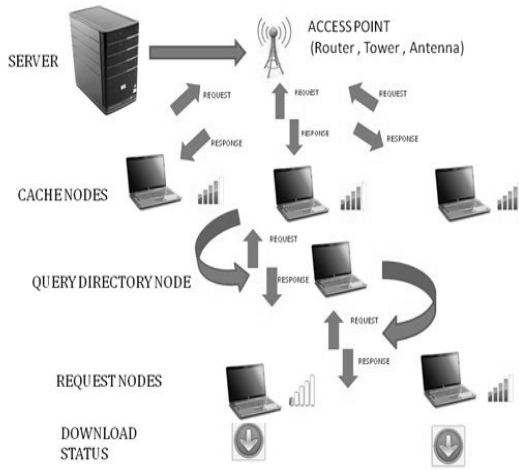 ACCESS POINT
(Router , Tower , Antenna)
SERVER
REQUEST
REQUEST
REQUEST
RESPONSE
RESPONSE
RESPONSE
CACHE NODES
REQUEST
RESPONSE
QUERY DIRECTORY NODE
REQUEST
RESPONSE
REQUEST NODES
DOWNLOAD
STATUS